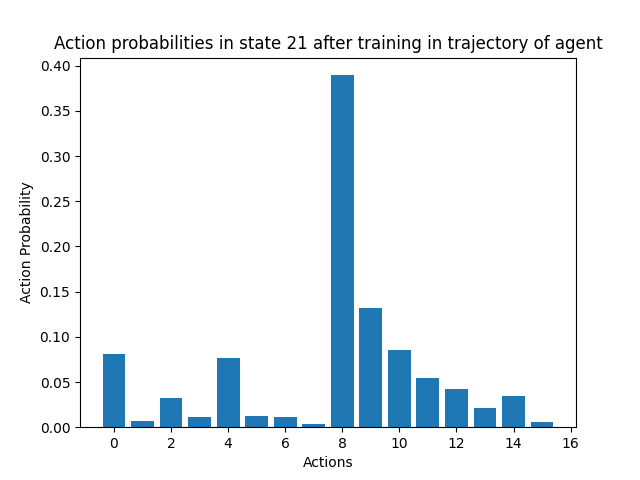 Action probabilities in state 21 after training in trajectory of agent
0.40
0.35
0.30
0.25
0.20
0.15
0.10
0.05
0.00
Action Probability
0 2 4 6 8 10 12 14 16
Actions